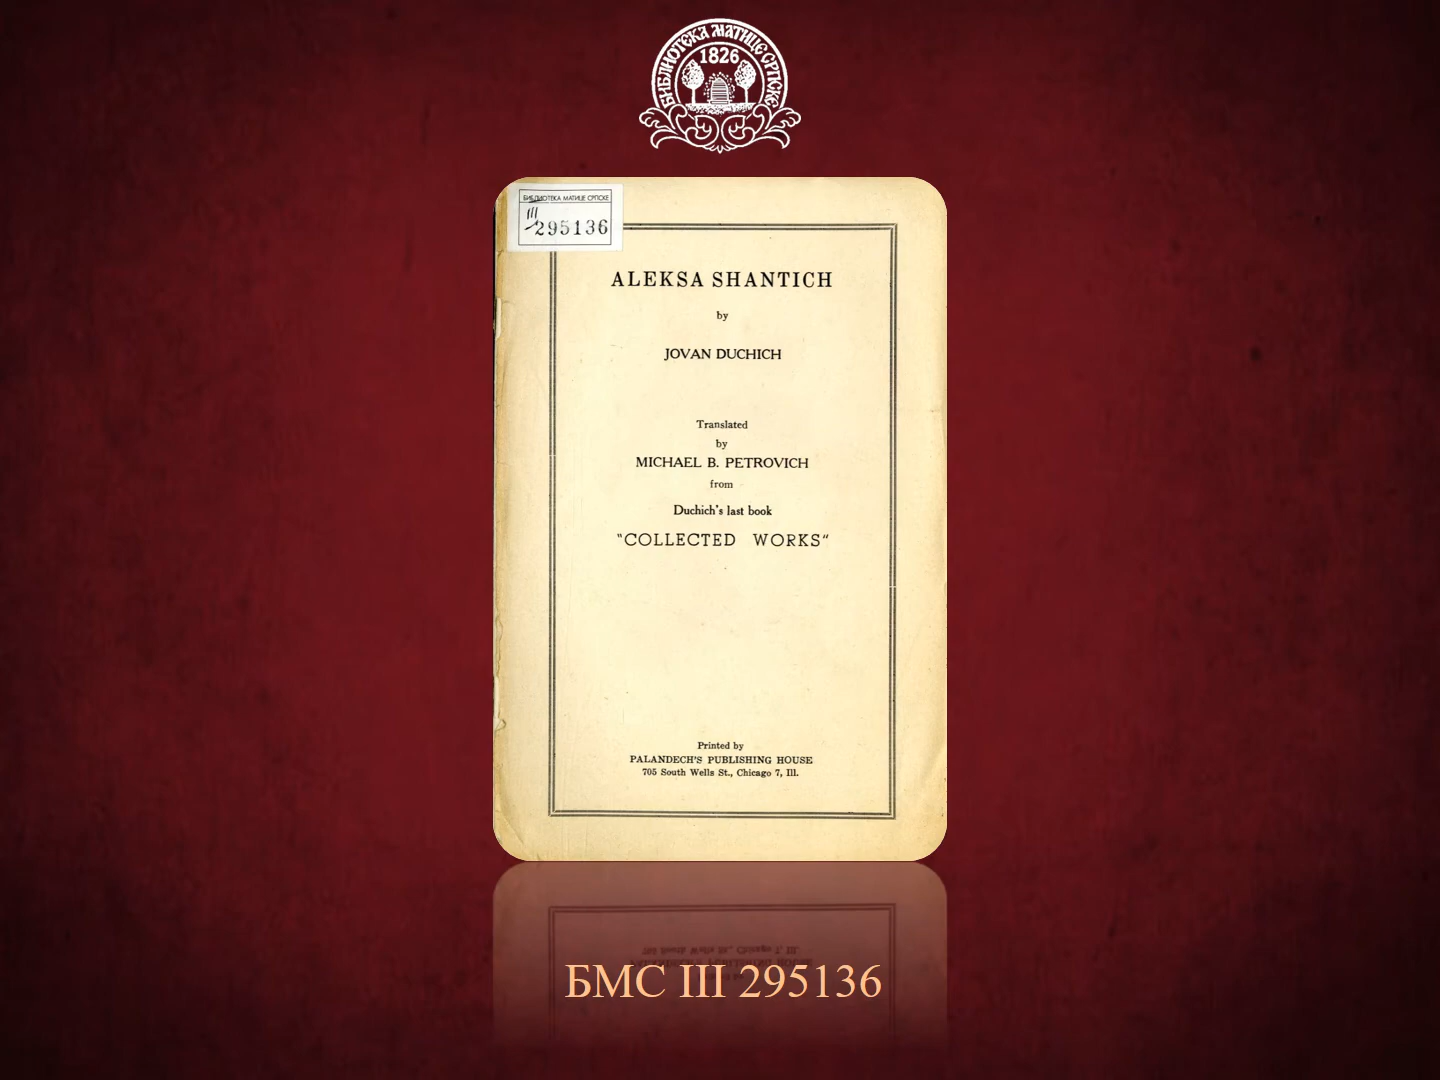 БИБЛИОТЕКА МАТИЦЕ СРПСКЕ
1826
БИБЛИОТЕКА МАТИЦЕ СРПСКЕ
III
295136
ALEKSA SHANTICH
by
JOVAN DUCHICH
Translated
by
MICHAEL B. PETROVICH
from
Duchich's last book
"COLLECTED WORKS"
Printed by
PALANDECH'S PUBLISHING HOUSE
705 South Wells St., Chicago 7, Ill.
БМС III 295136